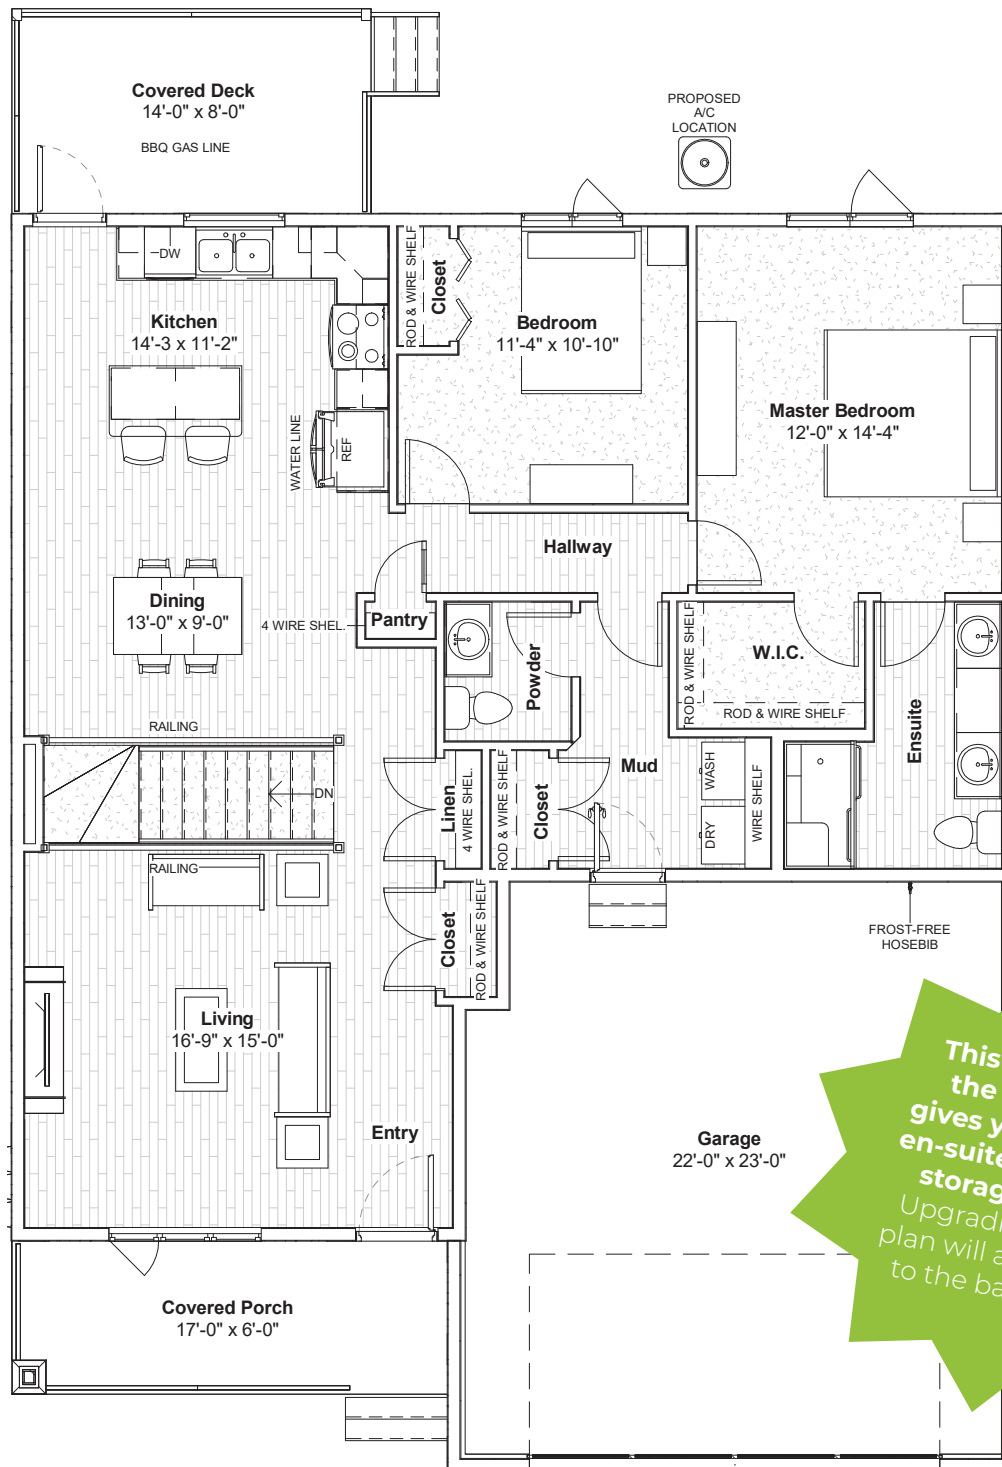 Covered Deck
14'-0" x 8'-0"
BBQ GAS LINE
PROPOSED
A/C
LOCATION
DW
Kitchen
14'-3 x 11'-2"
ROD & WIRE SHELF
Closet
Bedroom
11'-4" x 10'-10"
Master Bedroom
12'-0" x 14'-4"
WATER LINE
REF
Hallway
Dining
13'-0" x 9'-0"
4 WIRE SHEL.
Pantry
Powder
ROD & WIRE SHELF
W.I.C.
ROD & WIRE SHELF
Ensuite
RAILING
DN
Linen
4 WIRE SHEL.
ROD & WIRE SHELF
Closet
Mud
WASH
DRY
WIRE SHELF
RAILING
Closet
ROD & WIRE SHELF
FROST-FREE
HOSEBIB
Living
16'-9" x 15'-0"
Entry
Garage
22'-0" x 23'-0"
This
the
gives y
en-suite
storag
Upgradi
plan will a
to the ba
Covered Porch
17'-0" x 6'-0"